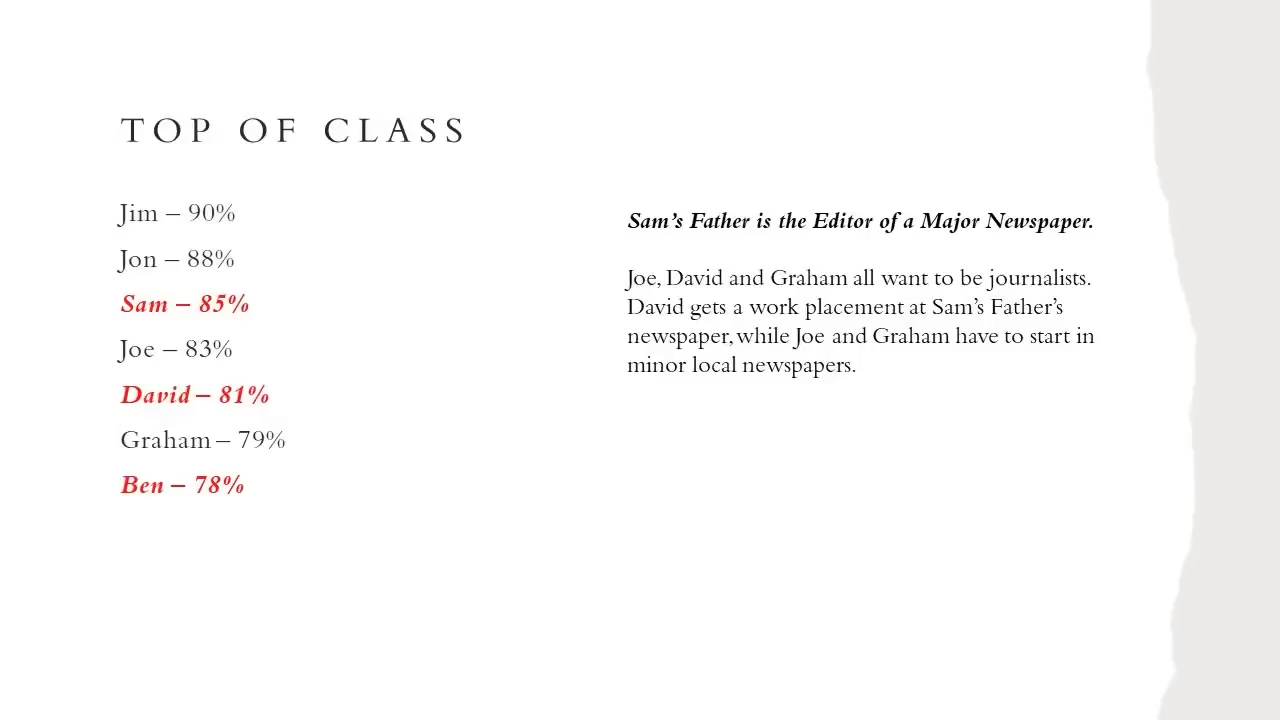 TOP OF CLASS
Jim – 90%
Jon – 88%
Sam – 85%
Joe – 83%
David – 81%
Graham – 79%
Ben – 78%
Sam’s Father is the Editor of a Major Newspaper.
Joe, David and Graham all want to be journalists.
David gets a work placement at Sam’s Father’s
newspaper, while Joe and Graham have to start in
minor local newspapers.